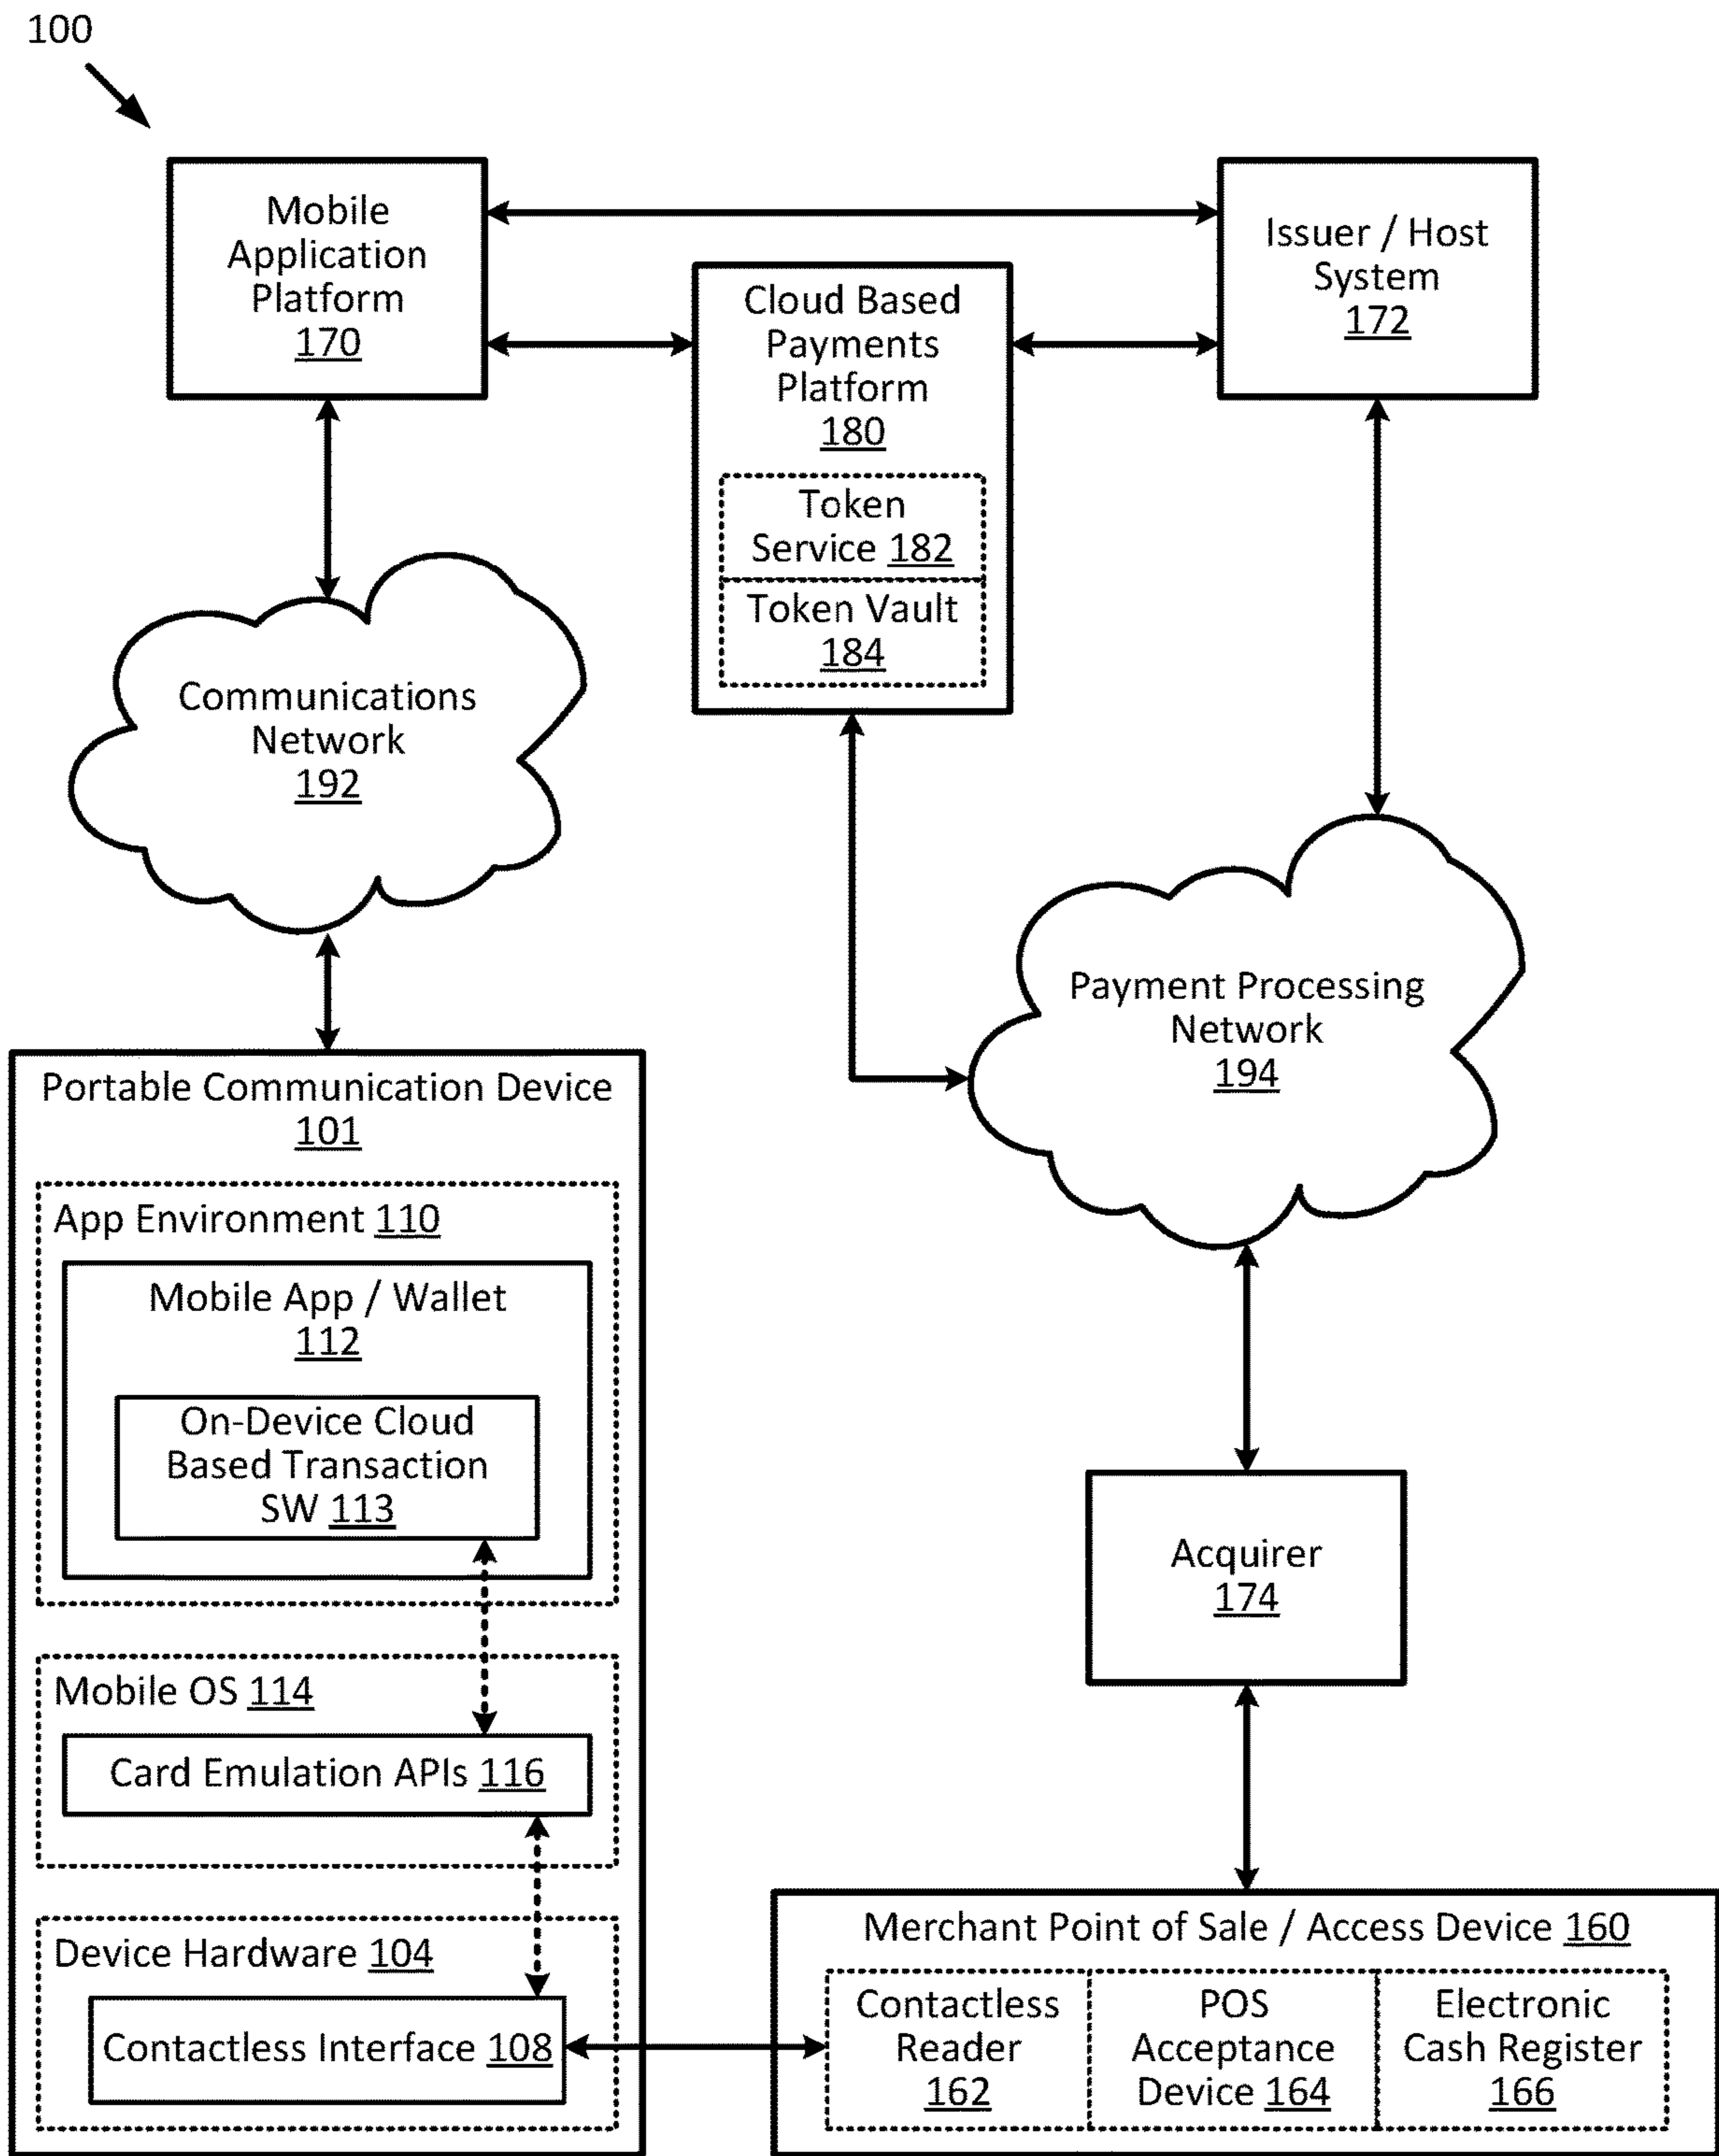 100
Mobile
Application
Platform
170
Issuer / Host
System
172
Cloud Based
Payments
Platform
180
Token
Service 182
Token Vault
184
Communications
Network
192
Payment Processing
Network
194
Portable Communication Device
101
App Environment 110
Mobile App / Wallet
112
On-Device Cloud
Based Transaction
SW 113
Mobile OS 114
Card Emulation APIs 116
Device Hardware 104
Contactless Interface 108
Acquirer
174
Merchant Point of Sale / Access Device 160
Contactless
Reader
162
POS
Acceptance
Device 164
Electronic
Cash Register
166